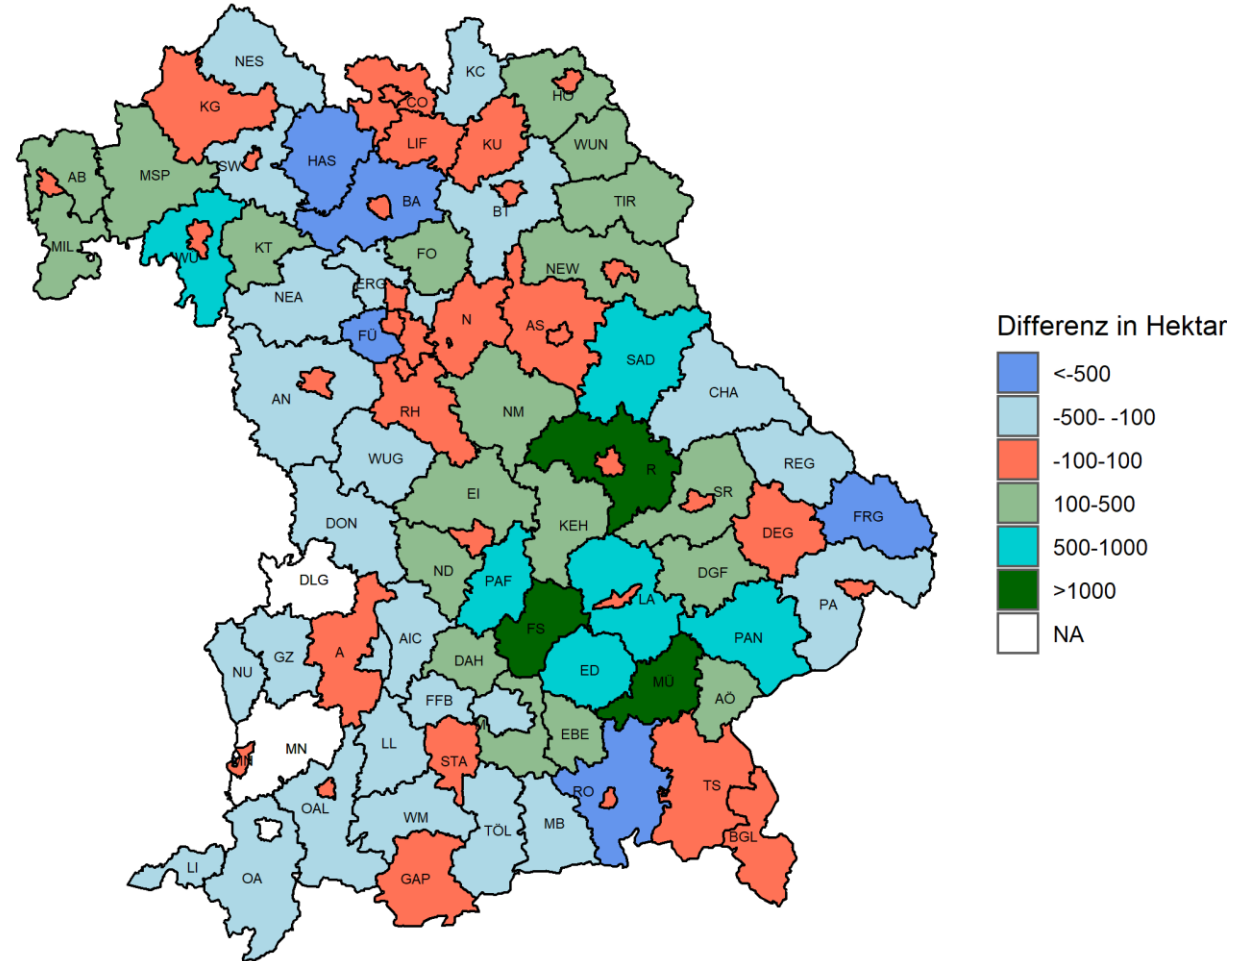 NES
KC
KG
CO
HO
LIF
KU
WUN
HAS
SW
AB
MSP
BA
BT
TIR
MIL
WÜ
KT
FO
NEW
ERG
NEA
N
AS
FÜ
SAD
CHA
AN
RH
NM
WUG
R
REG
EI
SR
DON
KEH
DEG
FRG
DLG
ND
PAF
DGF
LA
PA
FS
AIC
PAN
A
GZ
DAH
ED
NU
MÜ
FFB
AÖ
M
EBE
MN
LL
MN
STA
RO
TS
OAL
WM
TÖL
MB
BGL
LI
OA
GAP
Differenz in Hektar
<-500
-500- -100
-100-100
100-500
500-1000
>1000
NA